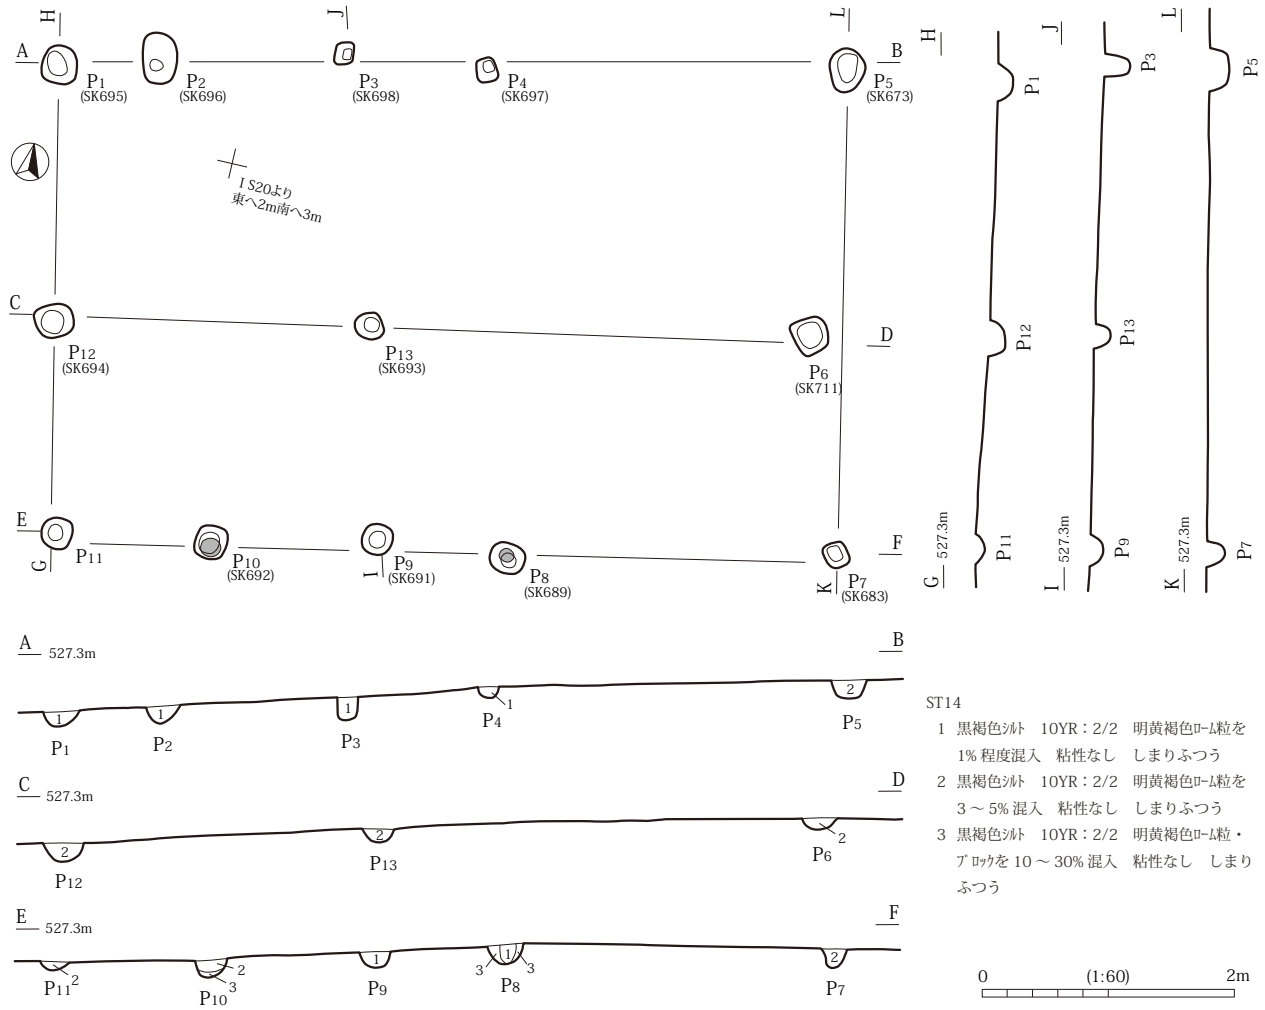 H
J
L
A
B
P1
(SK695)
P2
(SK696)
P3
(SK698)
P4
(SK697)
P5
(SK673)
I S20より
東へ2m南へ3m
C
D
P12
(SK694)
P13
(SK693)
P6
(SK711)
E
F
G
P11
P10
(SK692)
I
P9
(SK691)
P8
(SK689)
K
P7
(SK683)
H
P1
P12
P11
G
527.3m
J
P3
P13
P9
I
527.3m
L
P5
P7
K
527.3m
A
527.3m
B
1
1
1
1
2
P1
P2
P3
P4
P5
C
527.3m
D
2
2
2
P12
P13
P6
E
527.3m
F
2
2
3
1
3
1
3
2
P11
P10
P9
P8
P7
ST14
1 黒褐色シルト 10YR:2/2 明黄褐色ローム粒を
1% 程度混入 粘性なし しまりふつう
2 黒褐色シルト 10YR:2/2 明黄褐色ローム粒を
3 ~ 5% 混入 粘性なし しまりふつう
3 黒褐色シルト 10YR:2/2 明黄褐色ローム粒・
ブロックを 10 ~ 30% 混入 粘性なし しまり
ふつう
0 (1:60) 2m